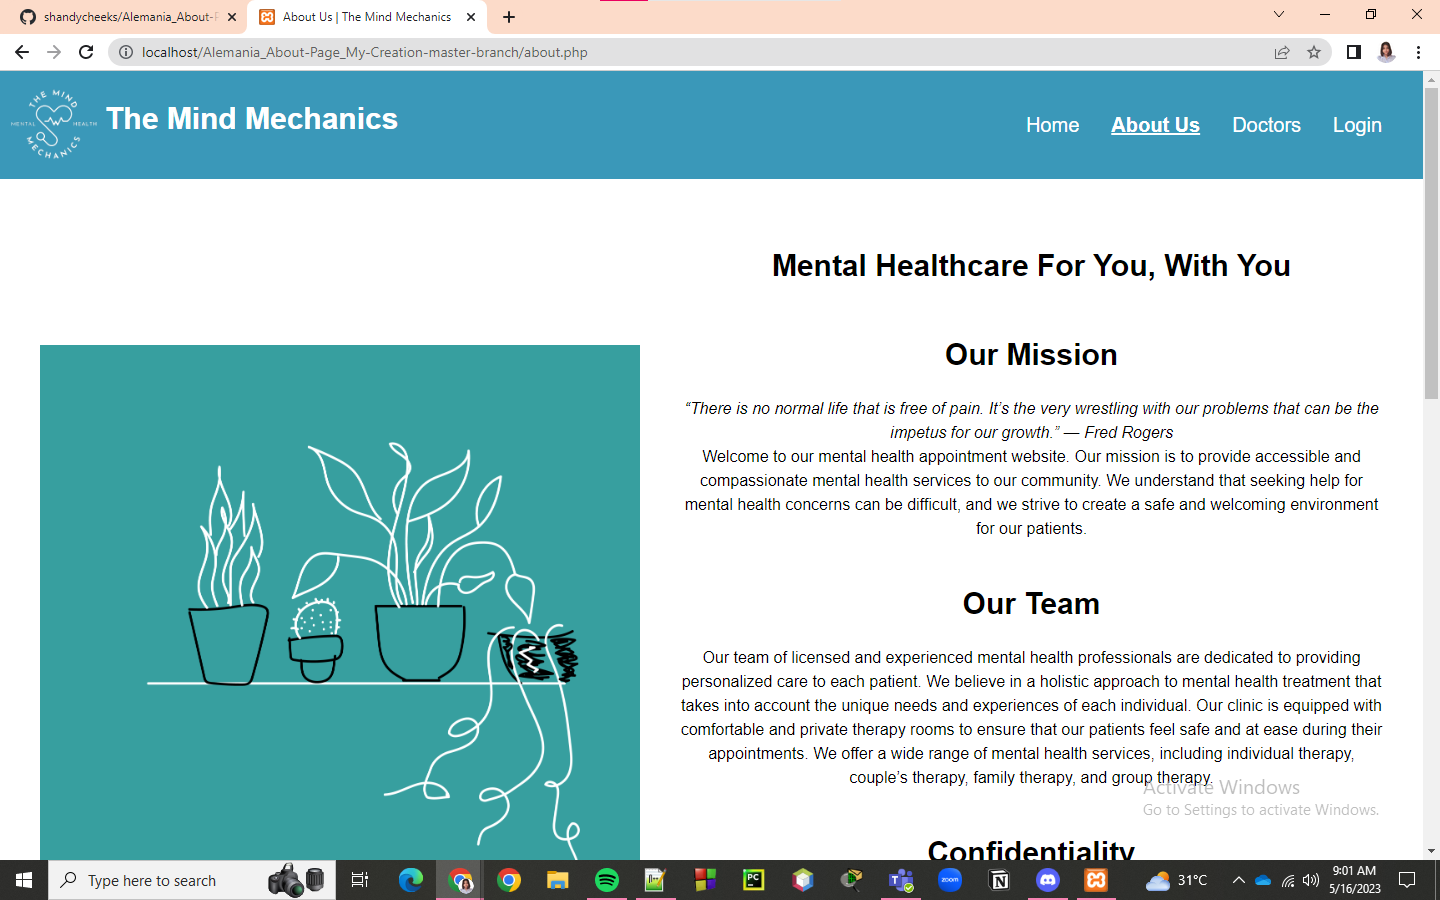 shandycheeks/Alemania_About-P
About Us | The Mind Mechanics
localhost/Alemania_About-Page_My-Creation-master-branch/about.php
THE MIND
MENTAL HEALTH
MECHANICS
The Mind Mechanics
Home About Us Doctors Login
Mental Healthcare For You, With You
Our Mission
“There is no normal life that is free of pain. It’s the very wrestling with our problems that can be the
impetus for our growth.” — Fred Rogers
Welcome to our mental health appointment website. Our mission is to provide accessible and
compassionate mental health services to our community. We understand that seeking help for
mental health concerns can be difficult, and we strive to create a safe and welcoming environment
for our patients.
Our Team
Our team of licensed and experienced mental health professionals are dedicated to providing
personalized care to each patient. We believe in a holistic approach to mental health treatment that
takes into account the unique needs and experiences of each individual. Our clinic is equipped with
comfortable and private therapy rooms to ensure that our patients feel safe and at ease during their
appointments. We offer a wide range of mental health services, including individual therapy,
couple’s therapy, family therapy, and group therapy.
Activate Windows
Go to Settings to activate Windows.
Confidentiality
Type here to search
PC
zoom
31°C
9:01 AM
5/16/2023